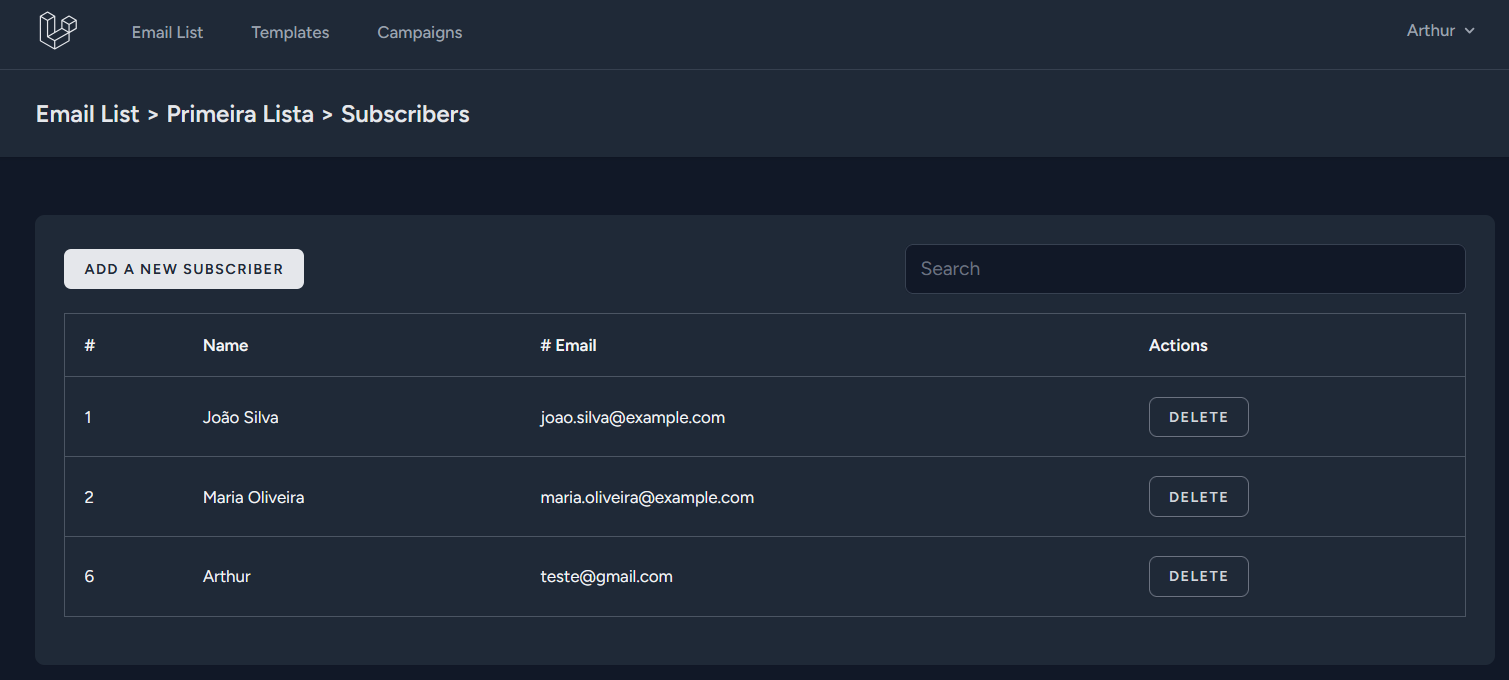 Email List Templates Campaigns Arthur
Email List > Primeira Lista > Subscribers
ADD A NEW SUBSCRIBER Search
# Name # Email Actions
1 João Silva joao.silva@example.com DELETE
2 Maria Oliveira maria.oliveira@example.com DELETE
6 Arthur teste@gmail.com DELETE